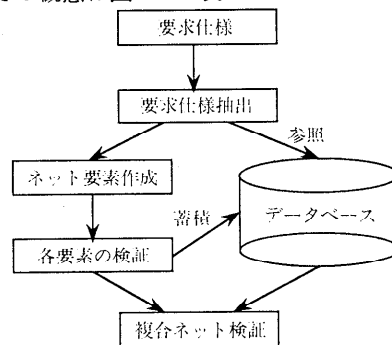 要求仕様
要求仕様抽出
参照
ネット要素作成
蓄積
データベース
各要素の検証
複合ネット検証